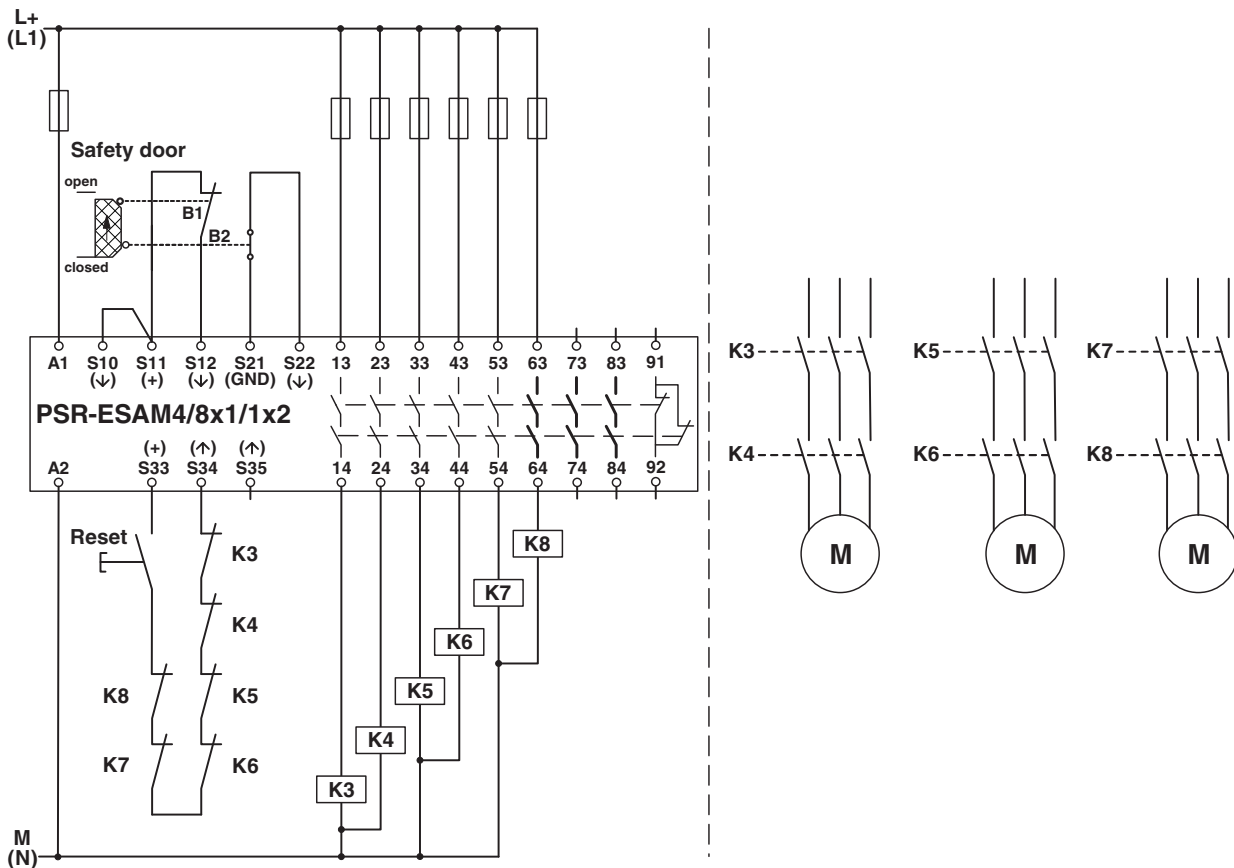 L+
(L1)
Safety door
open
B1
B2
closed
A1 S10 S11 S12 S21 S22 13 23 33 43 53 63 73 83 91
(↓) (+) (↓) (GND) (↓)
PSR-ESAM4/8x1/1x2
(+) (↑) (↑)
A2 S33 S34 S35 14 24 34 44 54 64 74 84 92
Reset
K3
K4
K8 K5
K7 K6
K8
K7
K6
K5
K4
K3
M
(N)
K3 K5 K7
K4 K6 K8
M M M